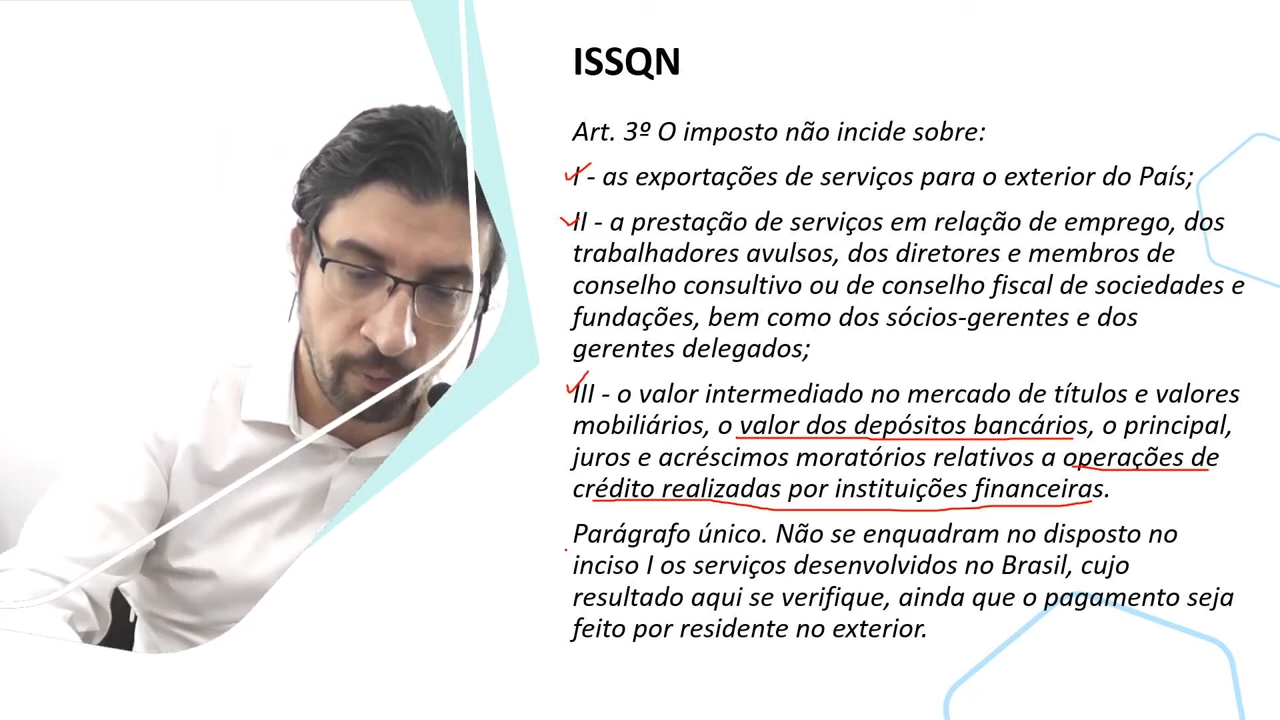 ISSQN
Art. 3º O imposto não incide sobre:
I - as exportações de serviços para o exterior do País;
II - a prestação de serviços em relação de emprego, dos
trabalhadores avulsos, dos diretores e membros de
conselho consultivo ou de conselho fiscal de sociedades e
fundações, bem como dos sócios-gerentes e dos
gerentes delegados;
III - o valor intermediado no mercado de títulos e valores
mobiliários, o valor dos depósitos bancários, o principal,
juros e acréscimos moratórios relativos a operações de
crédito realizadas por instituições financeiras.
Parágrafo único. Não se enquadram no disposto no
inciso I os serviços desenvolvidos no Brasil, cujo
resultado aqui se verifique, ainda que o pagamento seja
feito por residente no exterior.